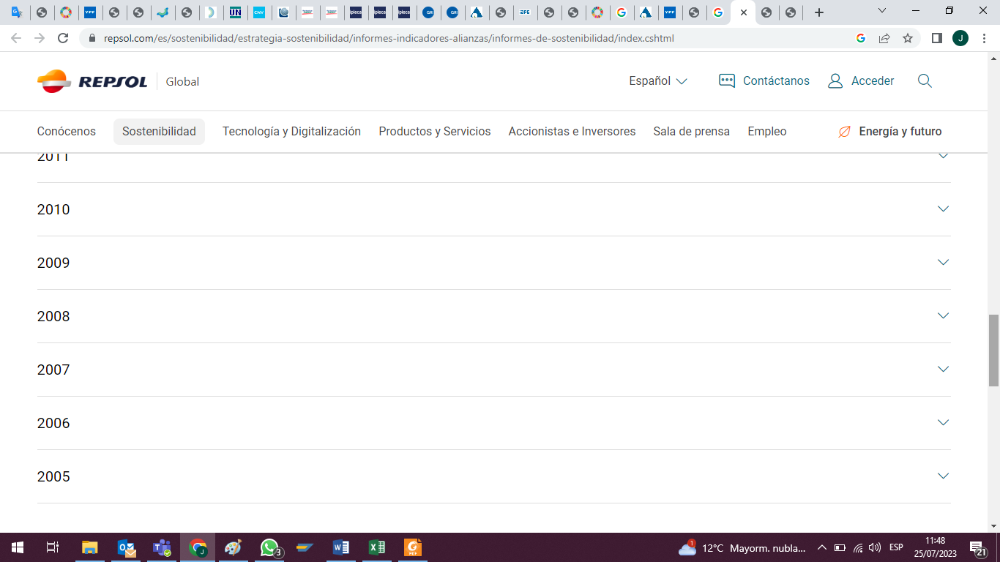 YPF
UN
CNV
ipleca
ipleca
ipleca
GRI
GRI
iapg
YPF
repsol.com/es/sostenibilidad/estrategia-sostenibilidad/informes-indicadores-alianzas/informes-de-sostenibilidad/index.cshtml
J
REPSOL Global
Español Contáctanos Acceder
Conócenos Sostenibilidad Tecnología y Digitalización Productos y Servicios Accionistas e Inversores Sala de prensa Empleo Energía y futuro
2011
2010
2009
2008
2007
2006
2005
3
1
12°C Mayorm. nubla...
ESP
11:48
25/07/2023
21